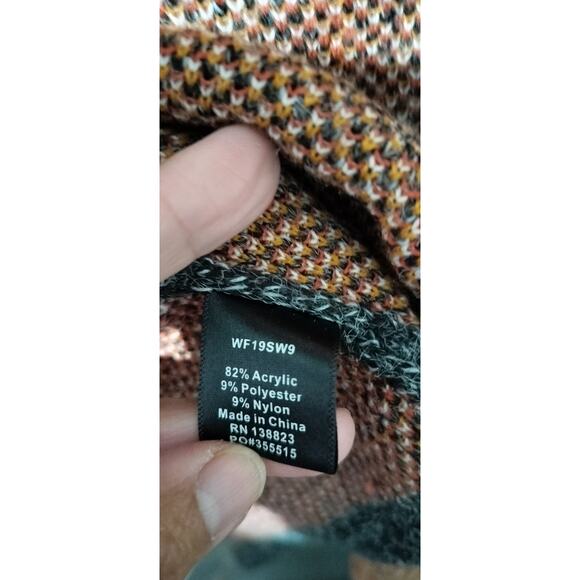 WF19SW9
82% Acrylic
9% Polyester
9% Nylon
Made in China
RN 138823
PO#355515